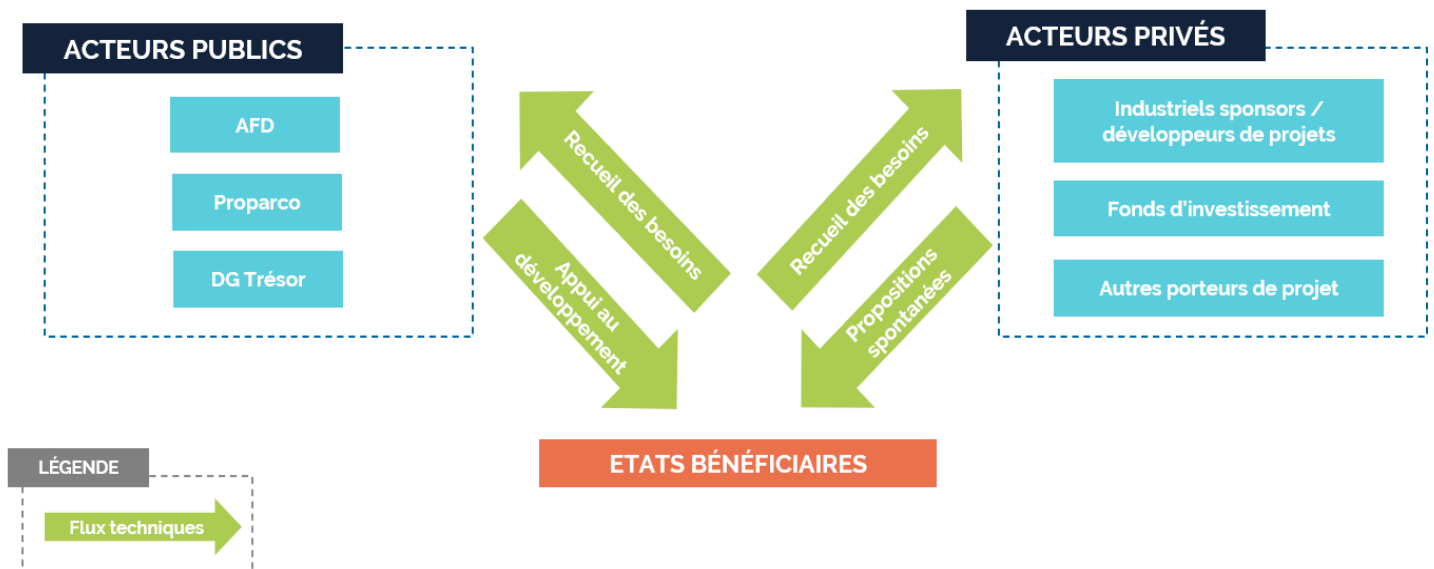 ACTEURS PUBLICS
AFD
Proparco
DG Trésor
Recueil des besoins
Appui au
développement
ACTEURS PRIVÉS
Industriels sponsors /
développeurs de projets
Fonds d'investissement
Autres porteurs de projet
Recueil des besoins
Propositions
spontanées
ETATS BÉNÉFICIAIRES
LÉGENDE
Flux techniques